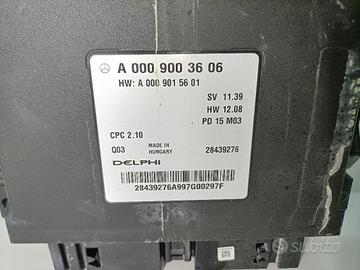 A 000 900 36 06
HW: A 000 901 56 01
SV 11.39
HW 12.08
PD 15 M03
CPC 2.10
Q03 MADE IN HUNGARY 28439276
DELPHI
28439276A997G00297F
subito